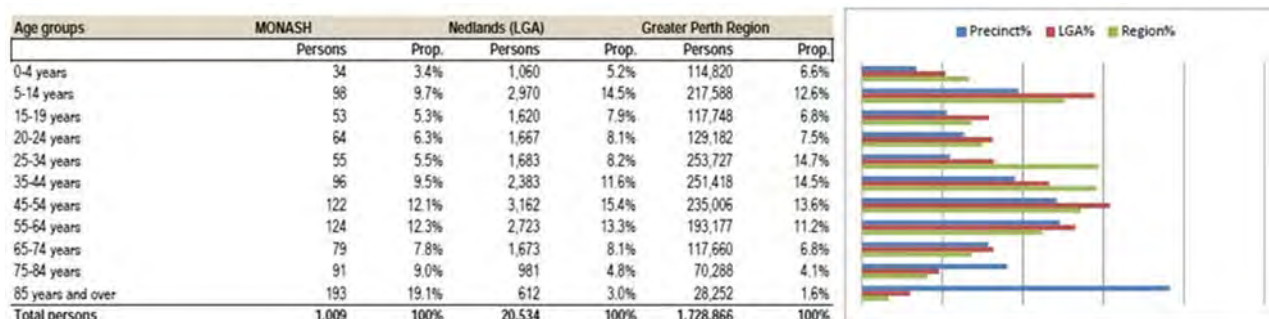 Age groups MONASH Nedlands (LGA) Greater Perth Region
Persons Prop. Persons Prop. Persons Prop.
0-4 years 34 3.4% 1,060 5.2% 114,820 6.6%
5-14 years 98 9.7% 2,970 14.5% 217,588 12.6%
15-19 years 53 5.3% 1,620 7.9% 117,748 6.8%
20-24 years 64 6.3% 1,667 8.1% 129,182 7.5%
25-34 years 55 5.5% 1,683 8.2% 253,727 14.7%
35-44 years 96 9.5% 2,383 11.6% 251,418 14.5%
45-54 years 122 12.1% 3,162 15.4% 235,006 13.6%
55-64 years 124 12.3% 2,723 13.3% 193,177 11.2%
65-74 years 79 7.8% 1,673 8.1% 117,660 6.8%
75-84 years 91 9.0% 981 4.8% 70,288 4.1%
85 years and over 193 19.1% 612 3.0% 28,252 1.6%
Total persons 1,009 100% 20,534 100% 1,728,866 100%
Precinct% LGA% Region%